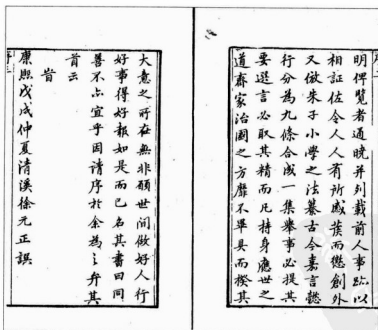 明俾覽者通曉并列載前人事跡以
相証佐令人人有所感發而懲創外
又倣朱子小學之法纂古今嘉言懿
行分為九條合成一集舉事必提其
要選言必取其精而凡持身應世之
道齊家治國之方靡不畢具而揆其
大意之所在無非願世間做好人行
好事得好報如是而已名其書曰同
善不占宜乎因請序於余為之弁其
首云
旹
康熙戊戌仲夏清溪徐元正譔